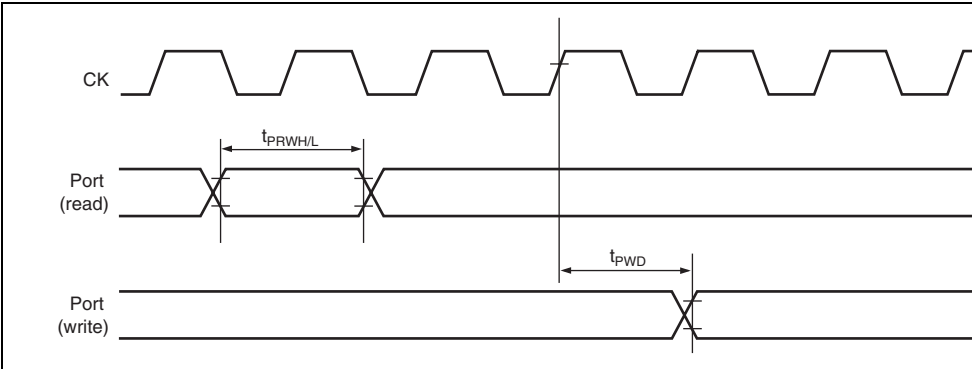 CK
tPRWH/L
Port
(read)
tPWD
Port
(write)